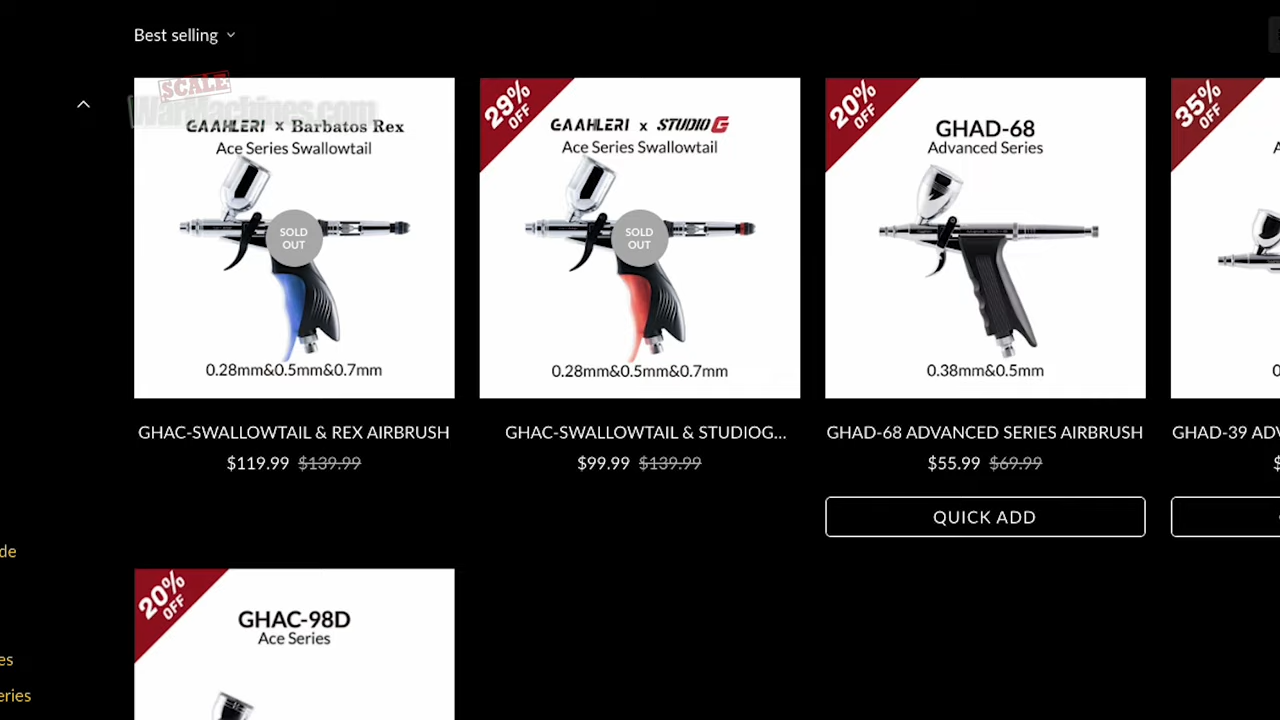 Best selling
SCALE
WarMachines.com
GAAHLERI x Barbatos Rex
Ace Series Swallowtail
SOLD
OUT
0.28mm&0.5mm&0.7mm
GHAC-SWALLOWTAIL & REX AIRBRUSH
$119.99 $139.99
29%
OFF
GAAHLERI x STUDIO G
Ace Series Swallowtail
SOLD
OUT
0.28mm&0.5mm&0.7mm
GHAC-SWALLOWTAIL & STUDIOG...
$99.99 $139.99
20%
OFF
GHAD-68
Advanced Series
0.38mm&0.5mm
GHAD-68 ADVANCED SERIES AIRBRUSH
$55.99 $69.99
QUICK ADD
35%
OFF
A
0
GHAD-39 ADV
$
de
es
eries
20%
OFF
GHAC-98D
Ace Series